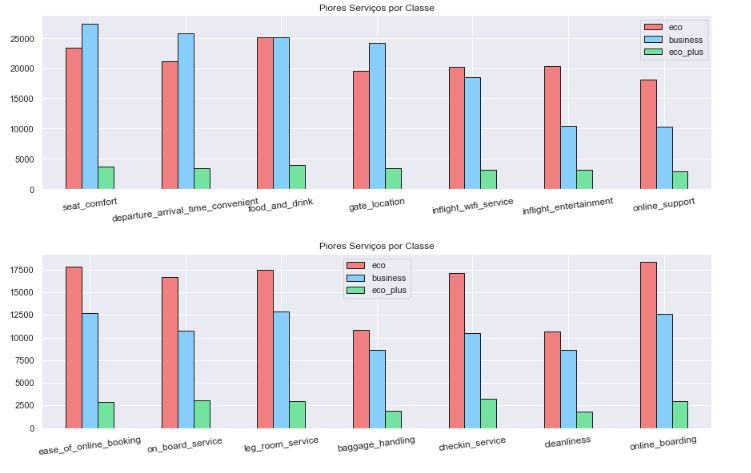 Piores Serviços por Classe
eco
business
eco_plus
25000
20000
15000
10000
5000
0
seat_comfort
departure_arrival_time_convenient
food_and_drink
gate_location
inflight_wifi_service
inflight_entertainment
online_support
Piores Serviços por Classe
eco
business
eco_plus
17500
15000
12500
10000
7500
5000
2500
0
ease_of_online_booking
on_board_service
leg_room_service
baggage_handling
checkin_service
cleanliness
online_boarding